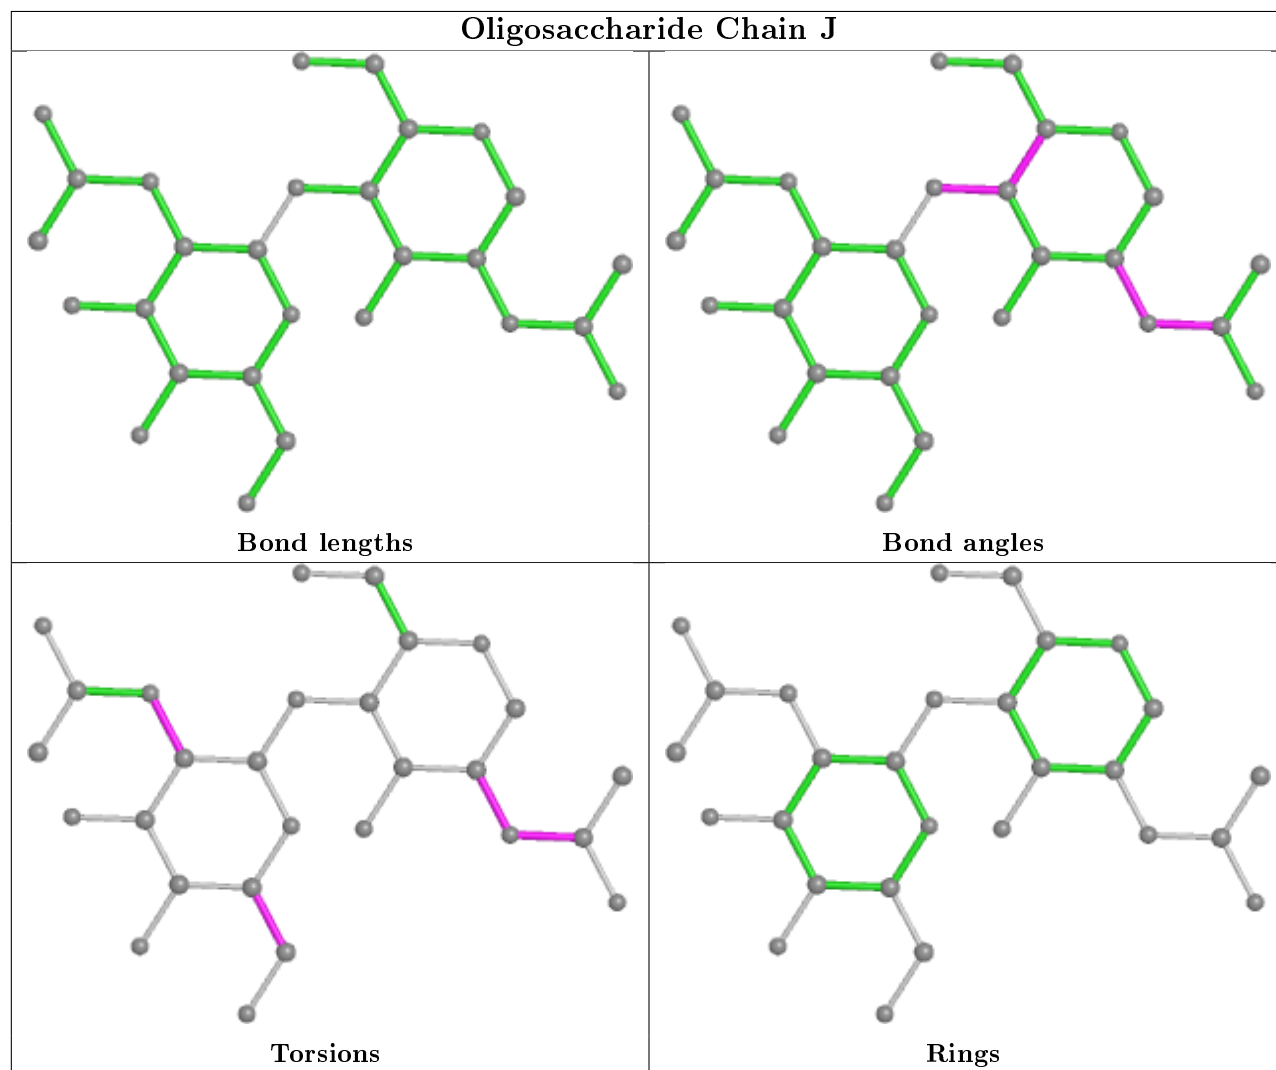 Oligosaccharide Chain J
Bond lengths
Bond angles
Torsions
Rings